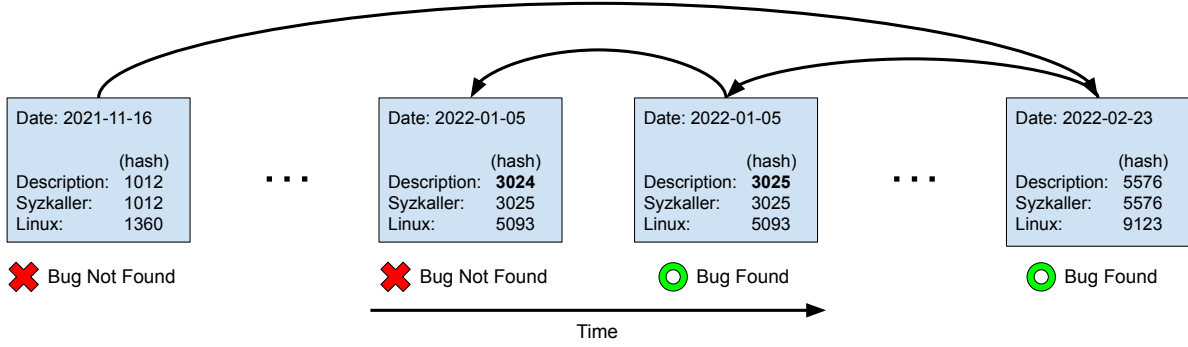 Date: 2021-11-16
(hash)
Description: 1012
Syzkaller: 1012
Linux: 1360
Bug Not Found
...
Date: 2022-01-05
(hash)
Description: 3024
Syzkaller: 3025
Linux: 5093
Bug Not Found
Date: 2022-01-05
(hash)
Description: 3025
Syzkaller: 3025
Linux: 5093
Bug Found
...
Date: 2022-02-23
(hash)
Description: 5576
Syzkaller: 5576
Linux: 9123
Bug Found
Time